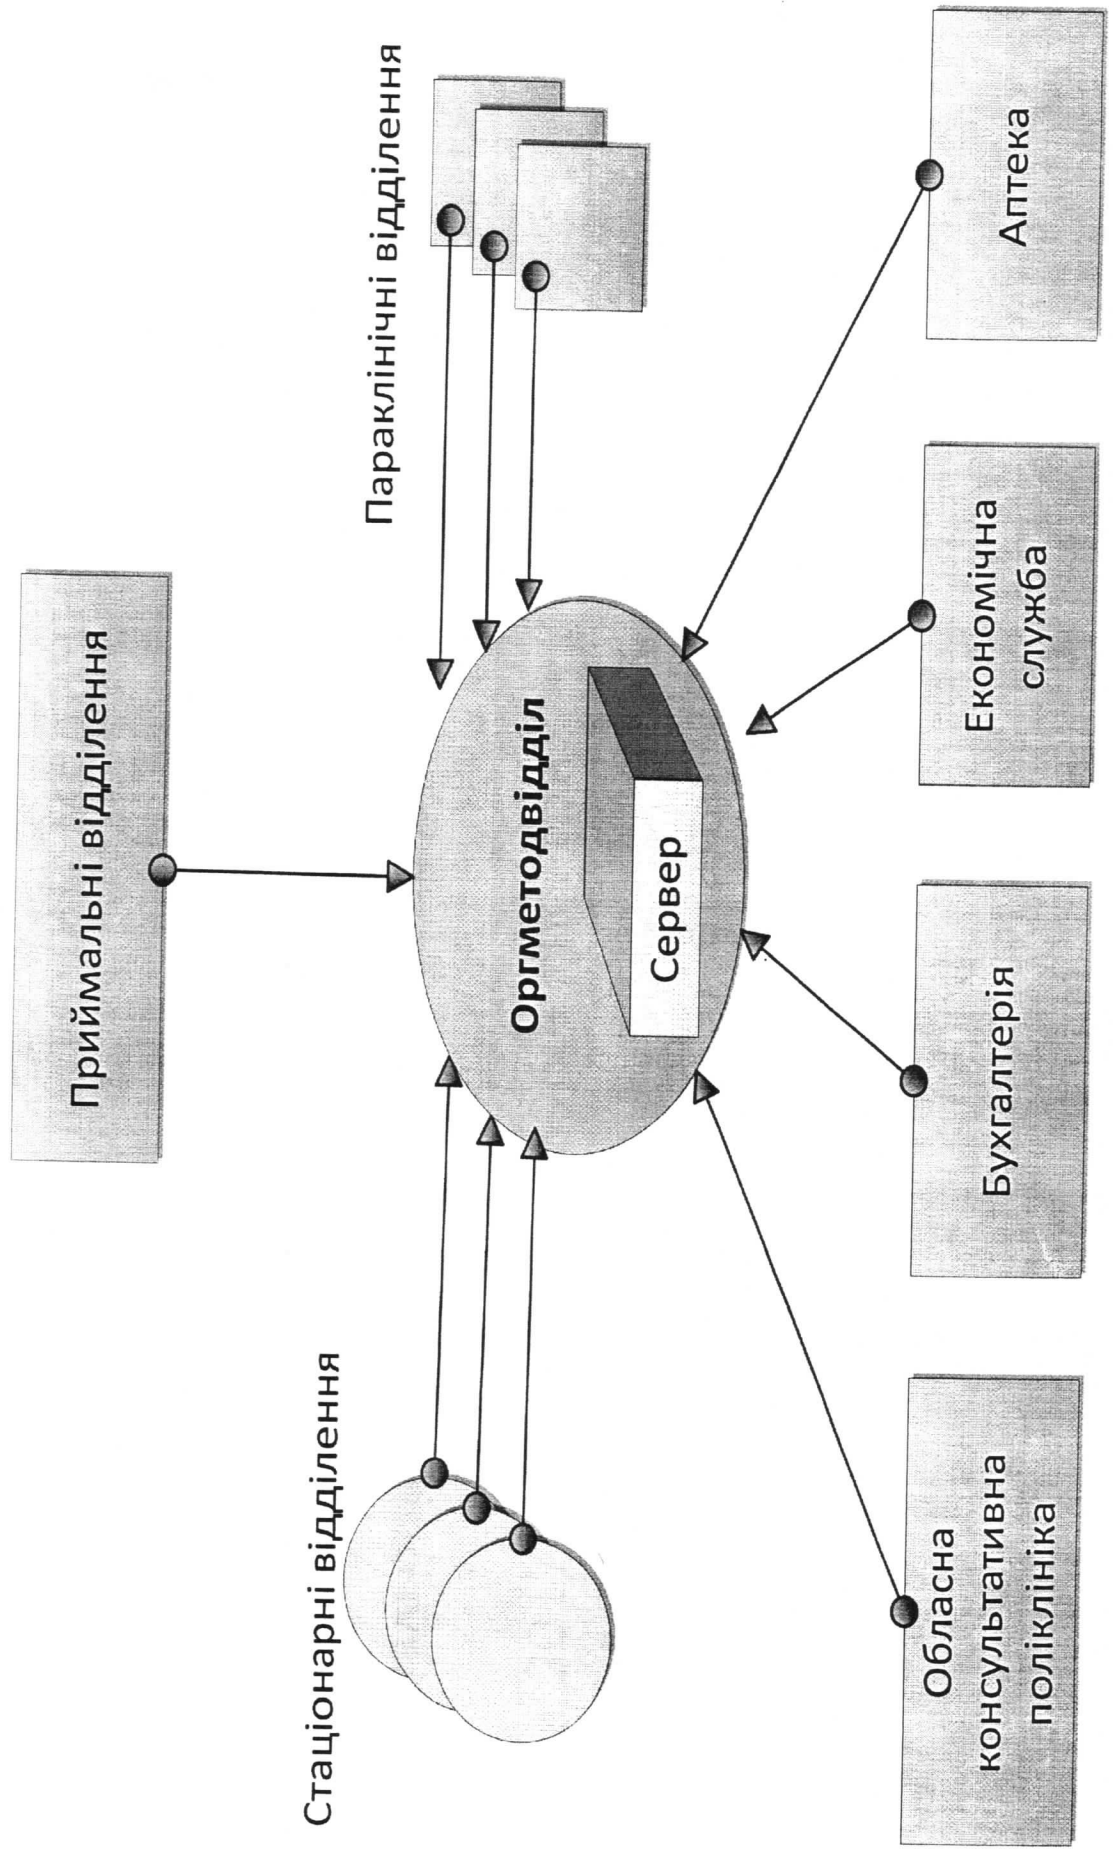 Приймальні відділення
Стаціонарні відділення
Параклінічні відділення
Оргметодвідділ
Сервер
Обласна
консультативна
поліклініка
Бухгалтерія
Економічна
служба
Аптека